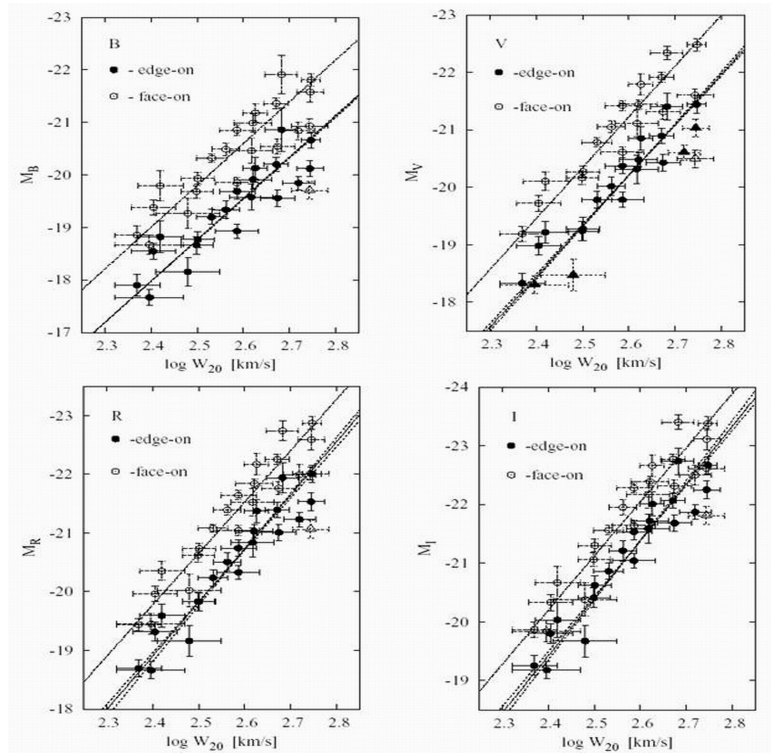 B
- edge-on
- face-on
-23
-22
-21
-20
-19
-18
-17
M_B
2.3 2.4 2.5 2.6 2.7 2.8
log W_20 [km/s]
V
-edge-on
-face-on
-23
-22
-21
-20
-19
-18
M_V
2.3 2.4 2.5 2.6 2.7 2.8
log W_20 [km/s]
R
-edge-on
-face-on
-23
-22
-21
-20
-19
-18
M_R
2.3 2.4 2.5 2.6 2.7 2.8
log W_20 [km/s]
I
-edge-on
-face-on
-24
-23
-22
-21
-20
-19
M_I
2.3 2.4 2.5 2.6 2.7 2.8
log W_20 [km/s]